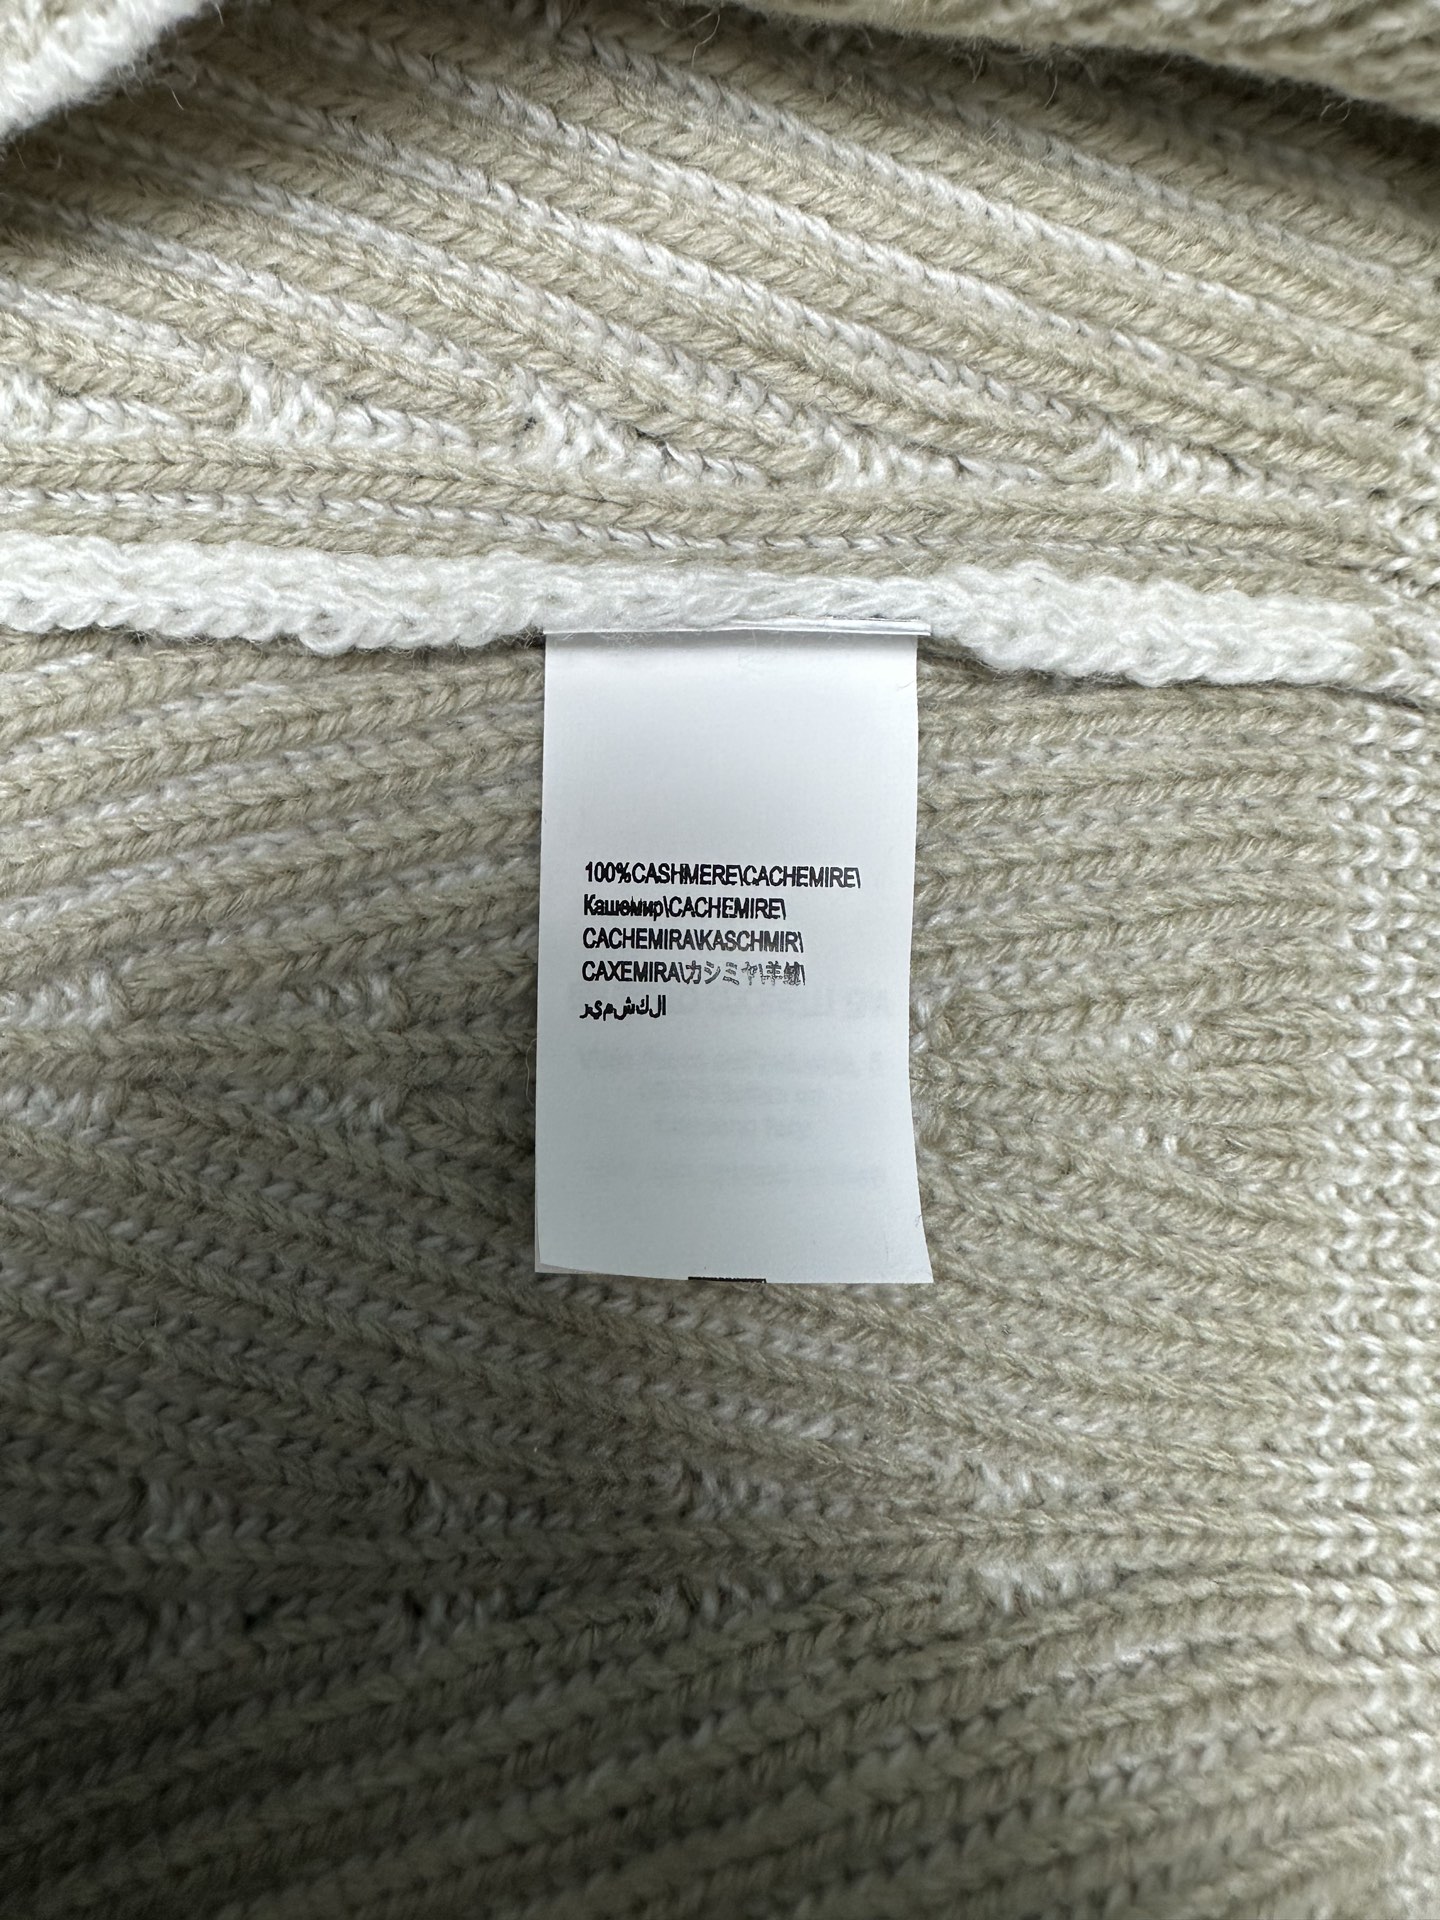 100%CASHMERE\CACHEMIRE\
Кашемир\CACHEMIRE\
CACHEMIRA\KASCHMIR\
CAXEMIRA\カシミヤ\羊绒\
الكشمير